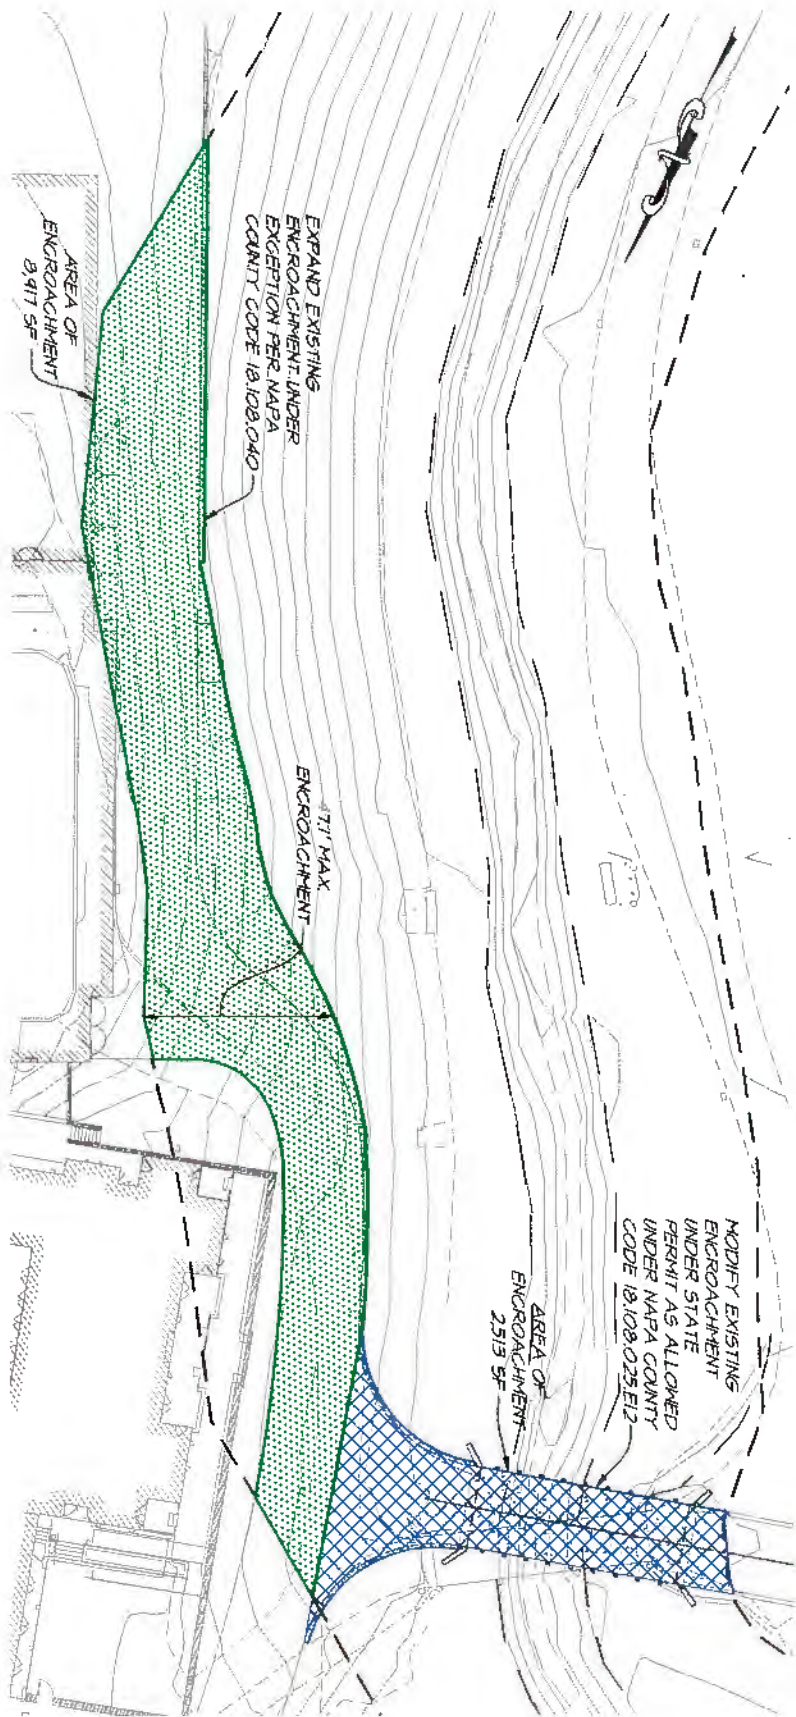 MODIFY EXISTING
ENCROACHMENT
UNDER STATE
PERMIT AS ALLOWED
UNDER NAPA COUNTY
CODE 18.108.025.E12
AREA OF
ENCROACHMENT
2,513 SF
EXPAND EXISTING
ENCROACHMENT UNDER
EXCEPTION PER NAPA
COUNTY CODE 18.108.040
47.1' MAX.
ENCROACHMENT
AREA OF
ENCROACHMENT
8,917 SF